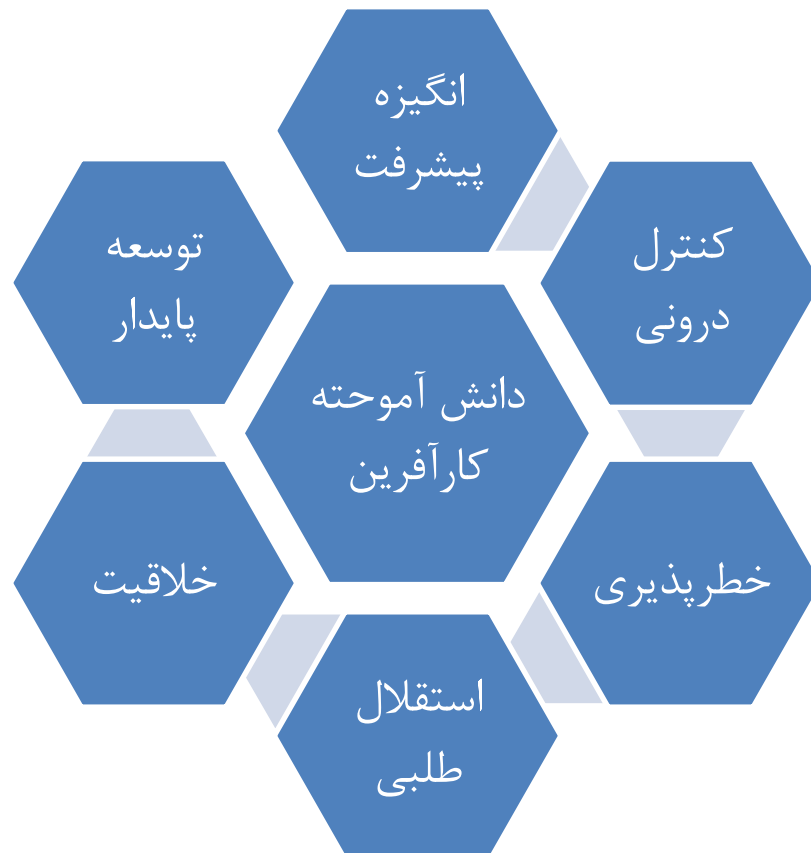 انگیزه
پیشرفت
کنترل
درونی
توسعه
پایدار
دانش آموحته
کارآفرین
خطرپذیری
خلاقیت
استقلال
طلبی